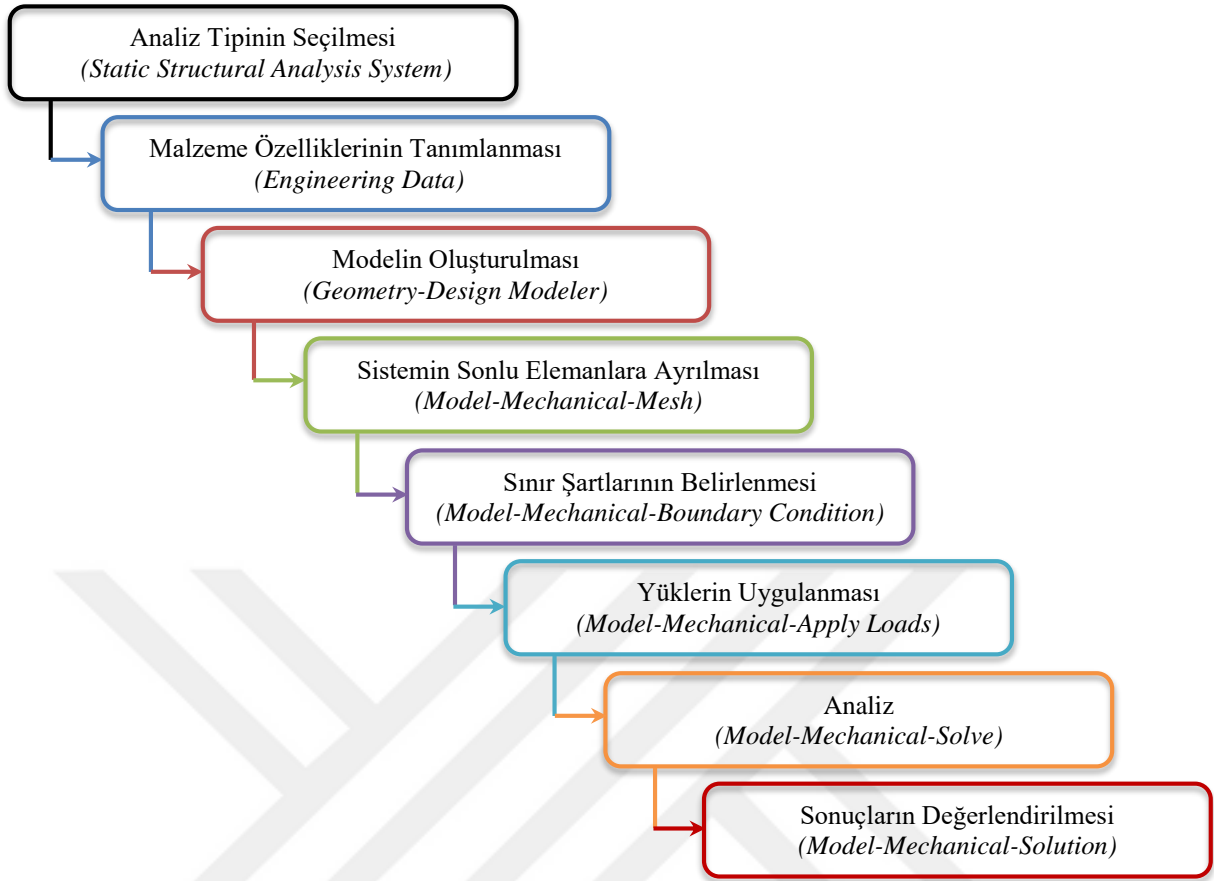 Analiz Tipinin Seçilmesi
(Static Structural Analysis System)
Malzeme Özelliklerinin Tanımlanması
(Engineering Data)
Modelin Oluşturulması
(Geometry-Design Modeler)
Sistemin Sonlu Elemanlara Ayrılması
(Model-Mechanical-Mesh)
Sınır Şartlarının Belirlenmesi
(Model-Mechanical-Boundary Condition)
Yüklerin Uygulanması
(Model-Mechanical-Apply Loads)
Analiz
(Model-Mechanical-Solve)
Sonuçların Değerlendirilmesi
(Model-Mechanical-Solution)